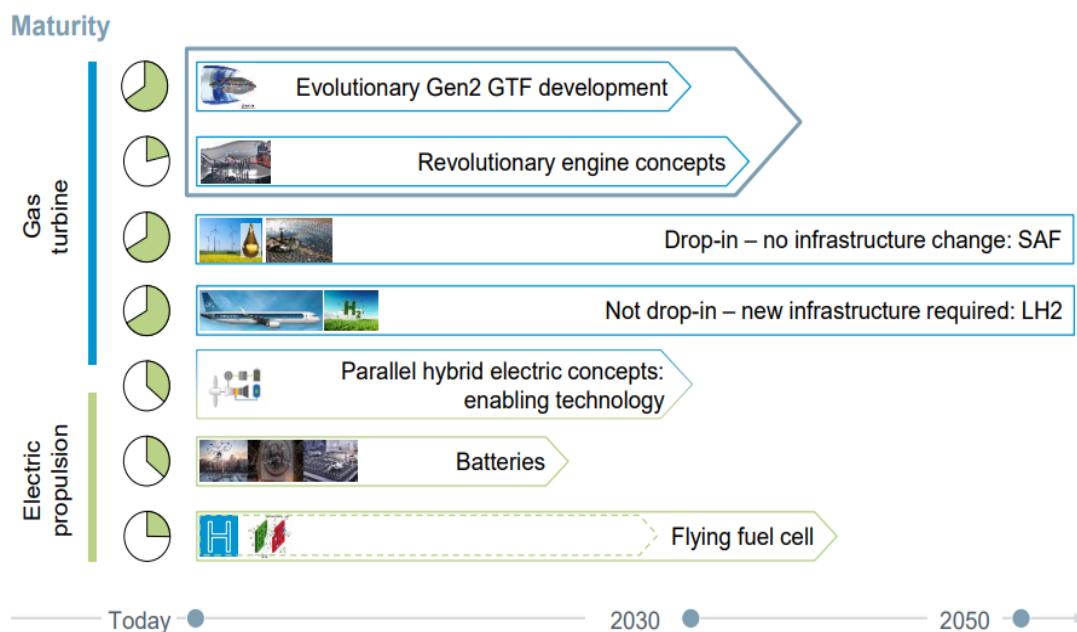 Maturity
Gas
turbine
Evolutionary Gen2 GTF development
Revolutionary engine concepts
Drop-in – no infrastructure change: SAF
H2
Not drop-in – new infrastructure required: LH2
Parallel hybrid electric concepts:
enabling technology
Electric
propulsion
Batteries
H
Flying fuel cell
Today
2030
2050